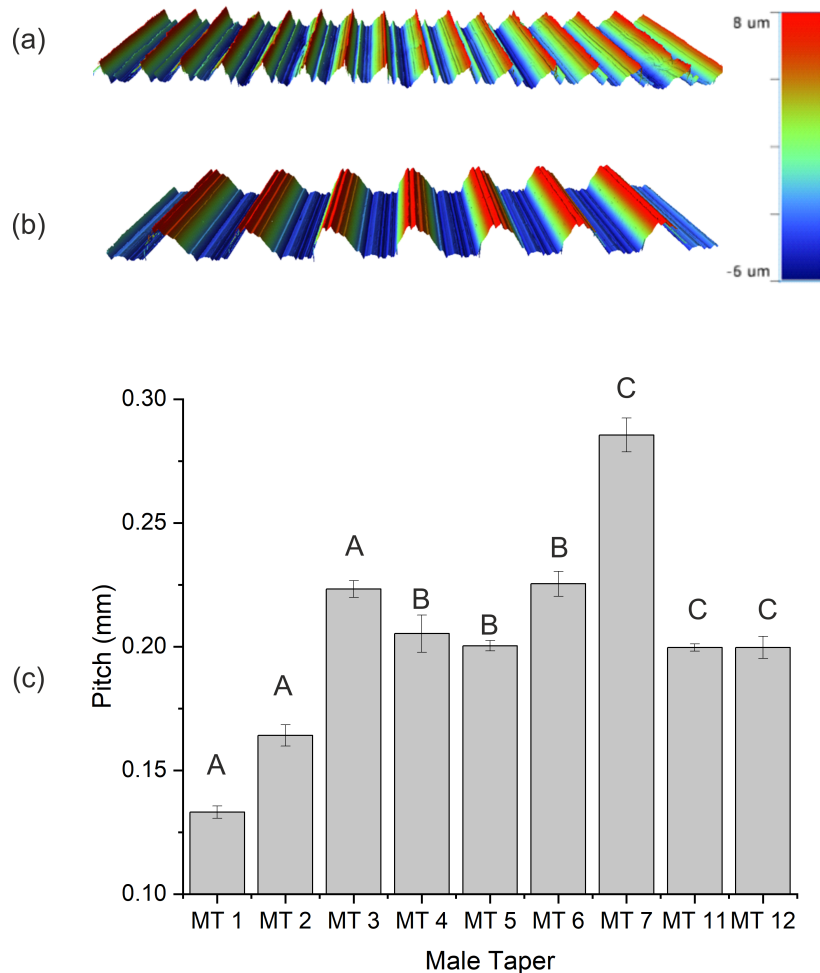 (a)
8 um
(b)
-6 um
(c)
Pitch (mm)
0.30
0.25
0.20
0.15
0.10
A
A
A
B
B
B
C
C
C
MT 1 MT 2 MT 3 MT 4 MT 5 MT 6 MT 7 MT 11 MT 12
Male Taper